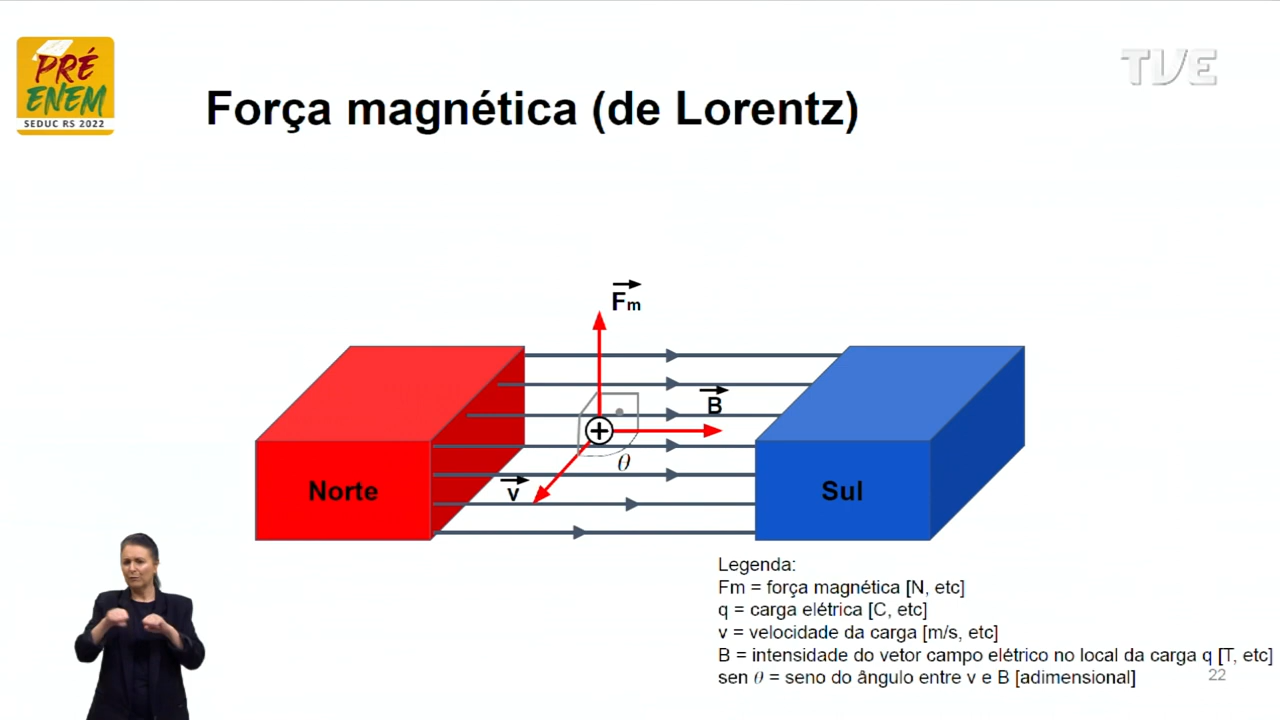 PRÉ
ENEM
SEDUC RS 2022
TVE
Força magnética (de Lorentz)
Fm
B
+
θ
v
Norte
Sul
Legenda:
Fm = força magnética [N, etc]
q = carga elétrica [C, etc]
v = velocidade da carga [m/s, etc]
B = intensidade do vetor campo elétrico no local da carga q [T, etc]
sen θ = seno do ângulo entre v e B [adimensional]
22